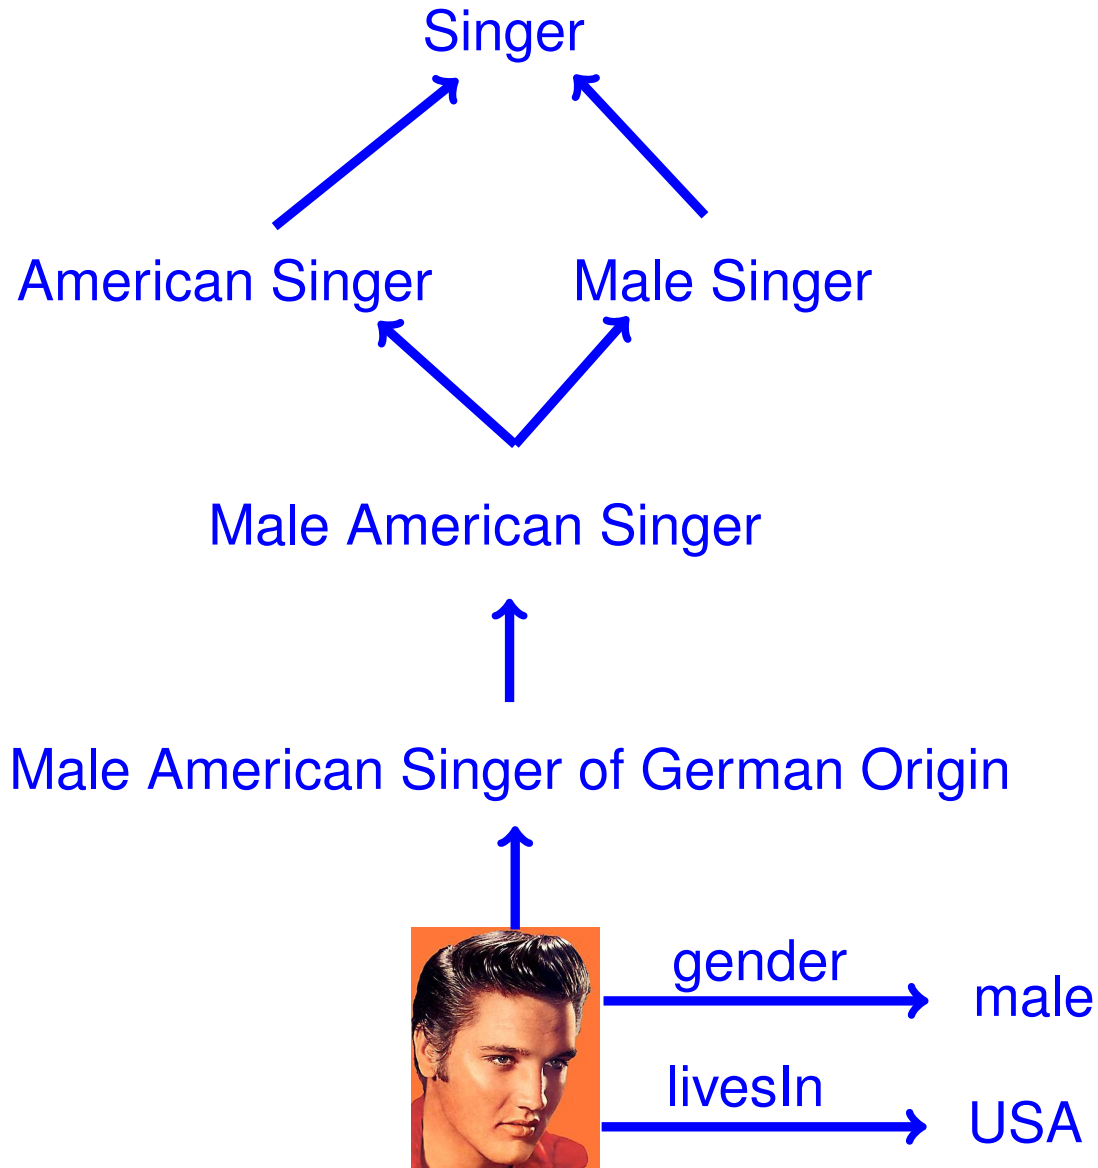 Singer
American Singer
Male Singer
Male American Singer
Male American Singer of German Origin
gender
male
livesIn
USA